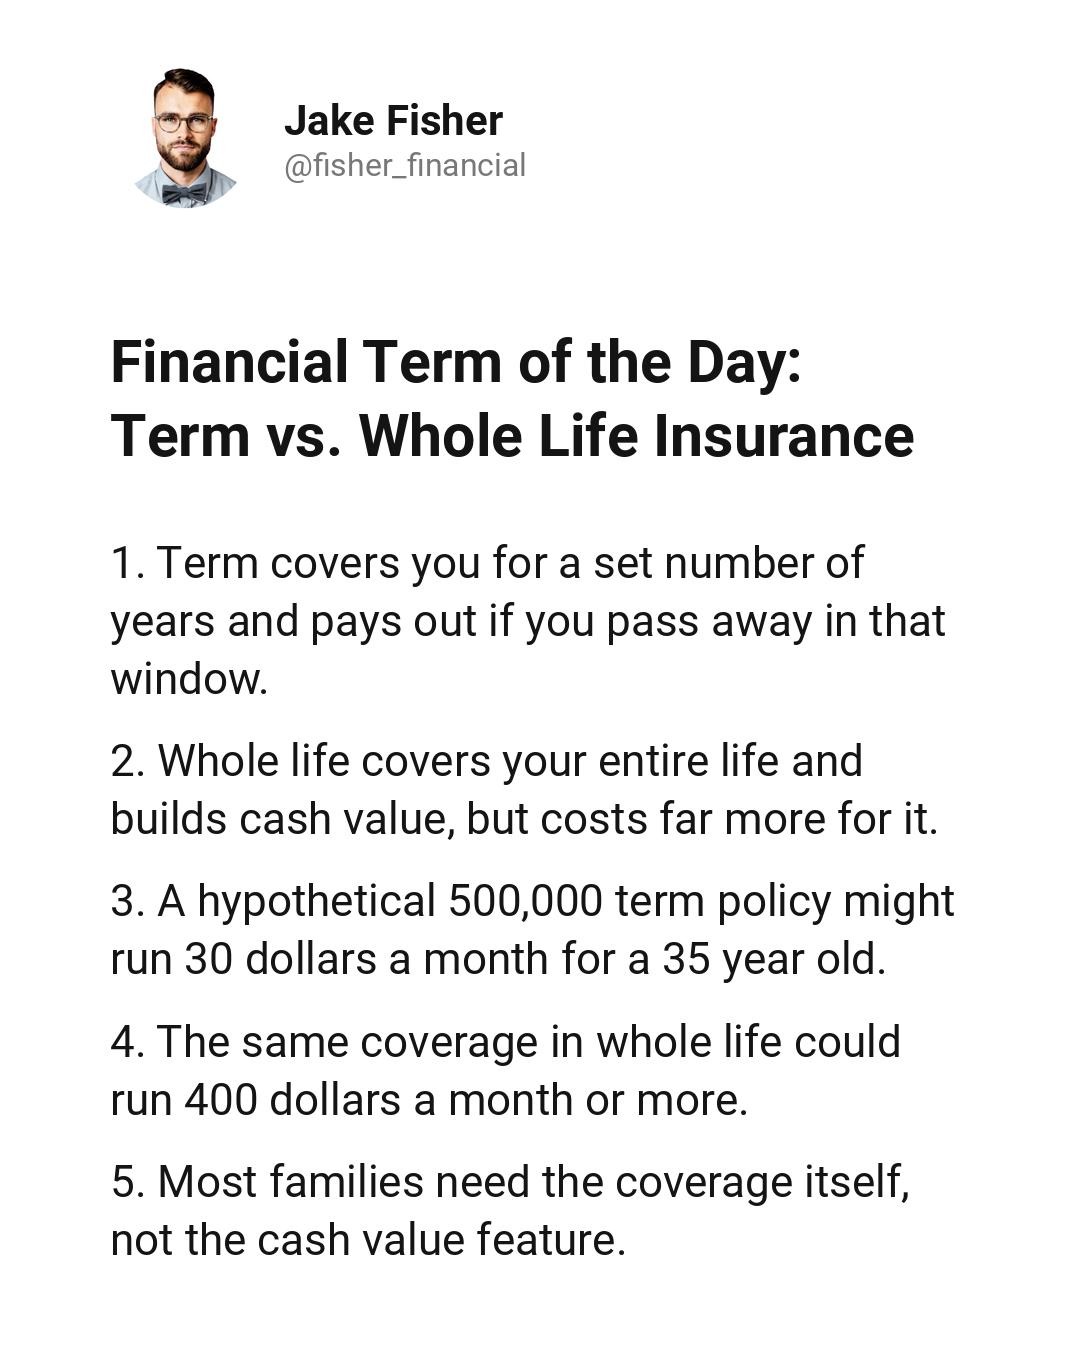 Jake Fisher
@fisher_financial
Financial Term of the Day:
Term vs. Whole Life Insurance
1. Term covers you for a set number of
years and pays out if you pass away in that
window.
2. Whole life covers your entire life and
builds cash value, but costs far more for it.
3. A hypothetical 500,000 term policy might
run 30 dollars a month for a 35 year old.
4. The same coverage in whole life could
run 400 dollars a month or more.
5. Most families need the coverage itself,
not the cash value feature.